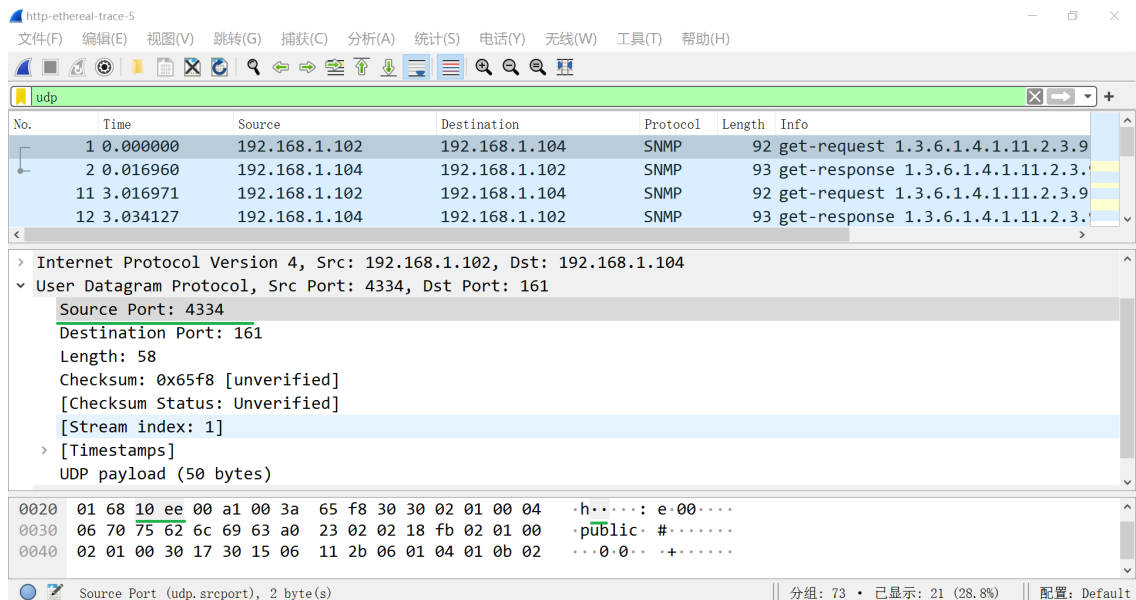 http-ethereal-trace-5
文件(F) 编辑(E) 视图(V) 跳转(G) 捕获(C) 分析(A) 统计(S) 电话(Y) 无线(W) 工具(T) 帮助(H)
udp
No. Time Source Destination Protocol Length Info
1 0.000000 192.168.1.102 192.168.1.104 SNMP 92 get-request 1.3.6.1.4.1.11.2.3.9
2 0.016960 192.168.1.104 192.168.1.102 SNMP 93 get-response 1.3.6.1.4.1.11.2.3.
11 3.016971 192.168.1.102 192.168.1.104 SNMP 92 get-request 1.3.6.1.4.1.11.2.3.9
12 3.034127 192.168.1.104 192.168.1.102 SNMP 93 get-response 1.3.6.1.4.1.11.2.3.
Internet Protocol Version 4, Src: 192.168.1.102, Dst: 192.168.1.104
User Datagram Protocol, Src Port: 4334, Dst Port: 161
Source Port: 4334
Destination Port: 161
Length: 58
Checksum: 0x65f8 [unverified]
[Checksum Status: Unverified]
[Stream index: 1]
[Timestamps]
UDP payload (50 bytes)
0020 01 68 10 ee 00 a1 00 3a 65 f8 30 30 02 01 00 04 ·h·····: e·00····
0030 06 70 75 62 6c 69 63 a0 23 02 02 18 fb 02 01 00 ·public· #·······
0040 02 01 00 30 17 30 15 06 11 2b 06 01 04 01 0b 02 ···0·0·· ·+······
Source Port (udp.srcport), 2 byte(s) 分组: 73 · 已显示: 21 (28.8%) 配置: Default